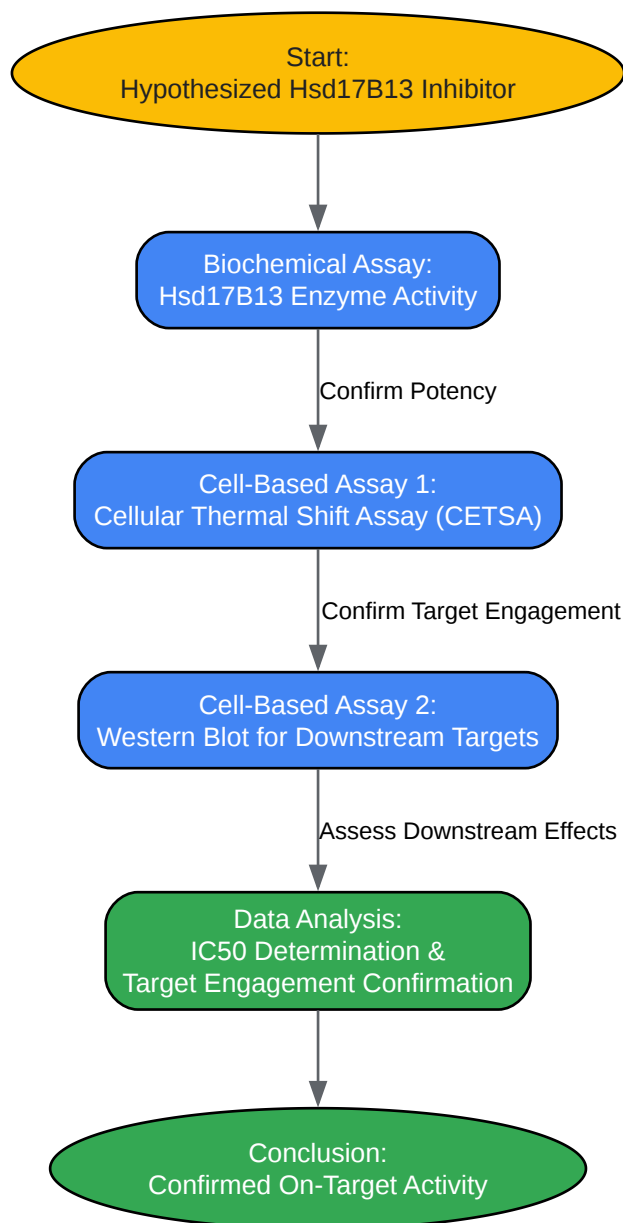 Start:
Hypothesized Hsd17B13 Inhibitor
Biochemical Assay:
Hsd17B13 Enzyme Activity
Confirm Potency
Cell-Based Assay 1:
Cellular Thermal Shift Assay (CETSA)
Confirm Target Engagement
Cell-Based Assay 2:
Western Blot for Downstream Targets
Assess Downstream Effects
Data Analysis:
IC50 Determination &
Target Engagement Confirmation
Conclusion:
Confirmed On-Target Activity